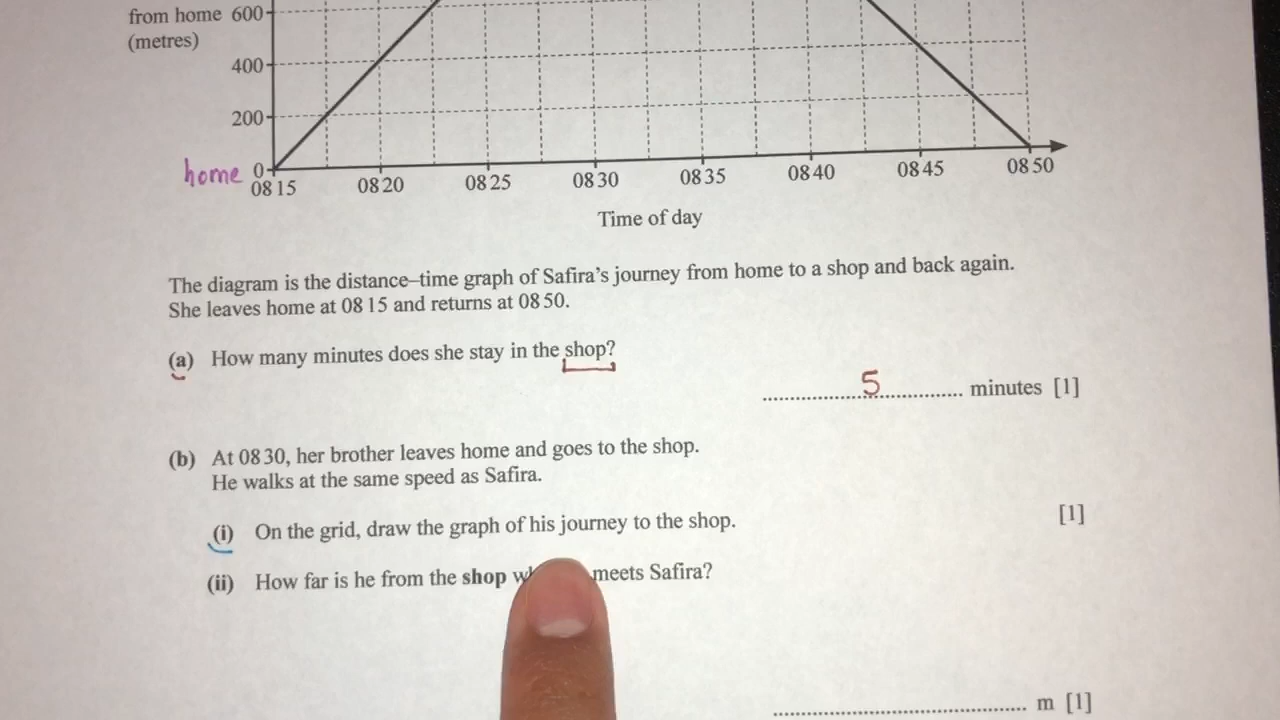 from home 600
(metres)
400
200
home 0
08 15 08 20 08 25 08 30 08 35 08 40 08 45 08 50
Time of day
The diagram is the distance–time graph of Safira's journey from home to a shop and back again.
She leaves home at 08 15 and returns at 08 50.
(a) How many minutes does she stay in the shop?
5 minutes [1]
(b) At 08 30, her brother leaves home and goes to the shop.
He walks at the same speed as Safira.
(i) On the grid, draw the graph of his journey to the shop. [1]
(ii) How far is he from the shop meets Safira?
m [1]